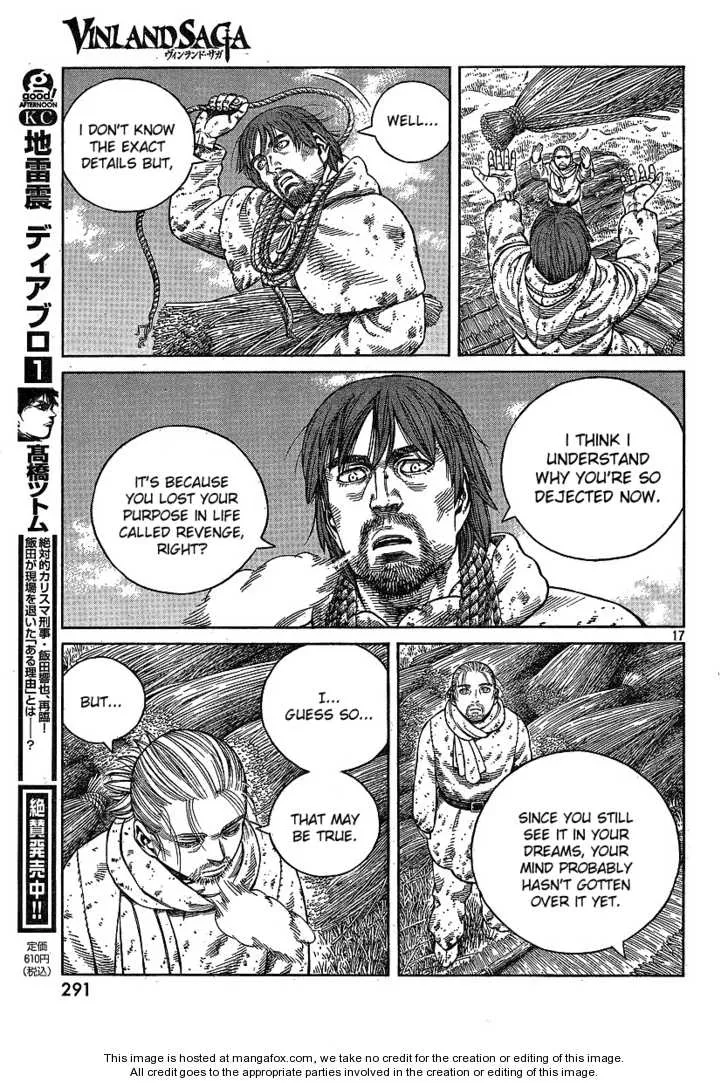 VINLAND SAGA
ヴィンランド・サガ
good!
AFTERNOON
KC
地雷震 ディアブロ 1
髙橋ツトム
絶対的カリスマ刑事・飯田響也、再臨!
飯田が現場を退いた「ある理由」とは——?
絶賛発売中!!
定価
610円
(税込)
WELL...
I DON'T KNOW
THE EXACT
DETAILS BUT,
I THINK I
UNDERSTAND
WHY YOU'RE SO
DEJECTED NOW.
IT'S BECAUSE
YOU LOST YOUR
PURPOSE IN LIFE
CALLED REVENGE,
RIGHT?
17
SINCE YOU STILL
SEE IT IN YOUR
DREAMS, YOUR
MIND PROBABLY
HASN'T GOTTEN
OVER IT YET.
I...
GUESS SO...
THAT MAY
BE TRUE.
BUT...
291
This image is hosted at mangafox.com, we take no credit for the creation or editing of this image.
All credit goes to the appropriate parties involved in the creation or editing of this image.